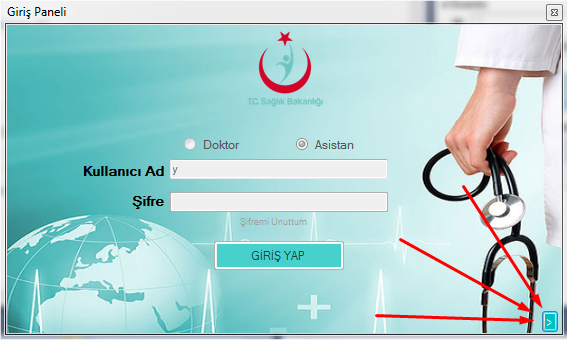 Giriş Paneli
T.C. Sağlık Bakanlığı
Doktor
Asistan
Kullanıcı Ad
y
Şifre
Şifremi Unuttum
GİRİŞ YAP
>